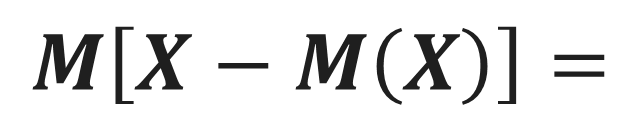 M[X − M(X)] =